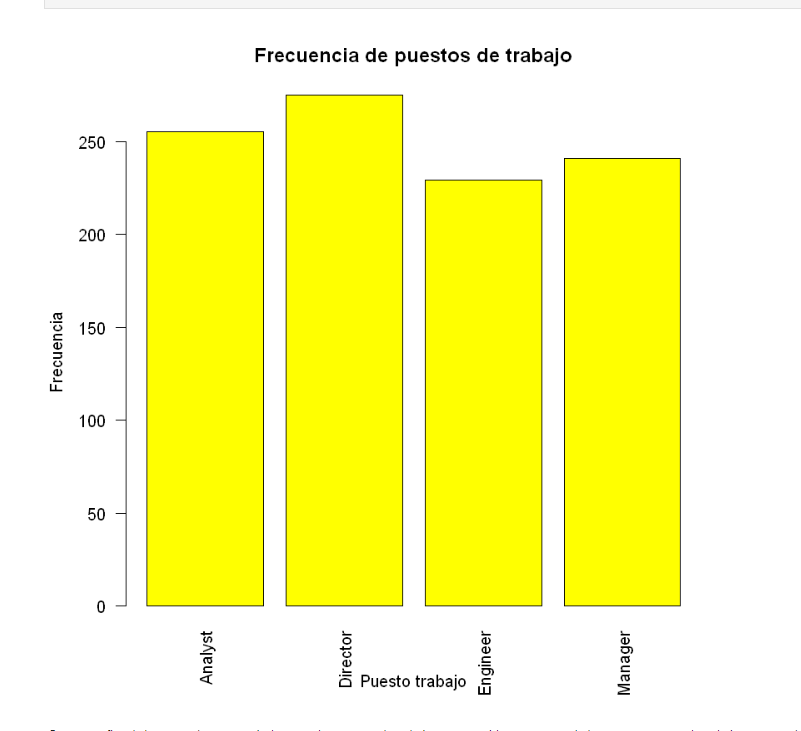 Frecuencia de puestos de trabajo
Frecuencia
250
200
150
100
50
0
Analyst
Director
Engineer
Manager
Puesto trabajo